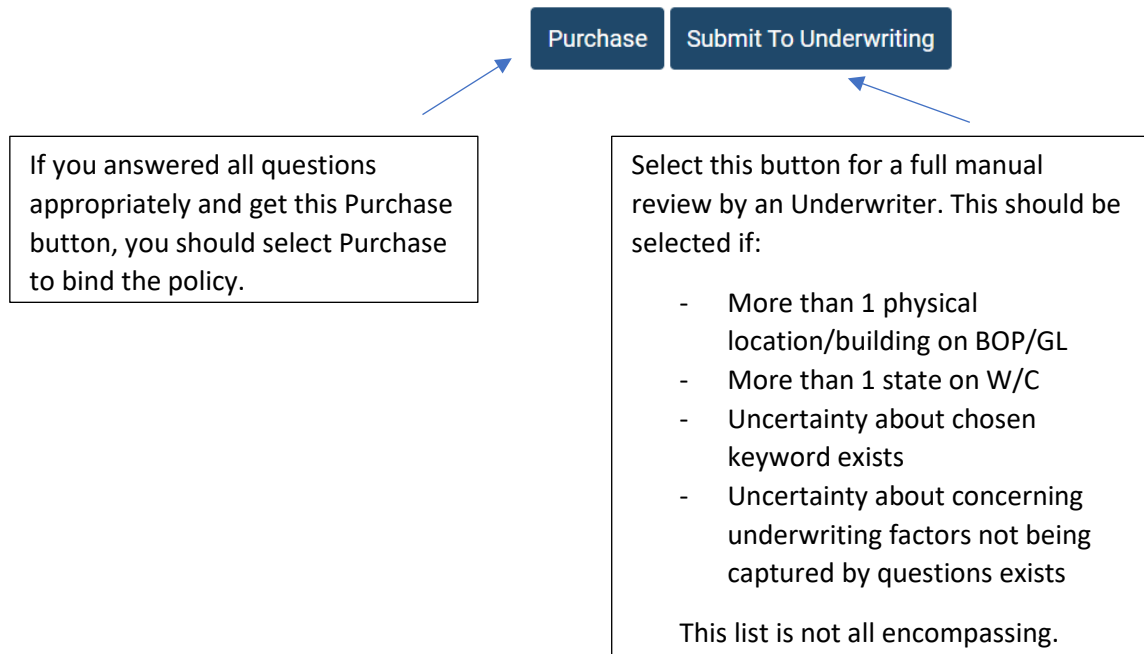 Purchase
Submit To Underwriting
If you answered all questions
appropriately and get this Purchase
button, you should select Purchase
to bind the policy.
Select this button for a full manual
review by an Underwriter. This should be
selected if:
- More than 1 physical
location/building on BOP/GL
- More than 1 state on W/C
- Uncertainty about chosen
keyword exists
- Uncertainty about concerning
underwriting factors not being
captured by questions exists
This list is not all encompassing.